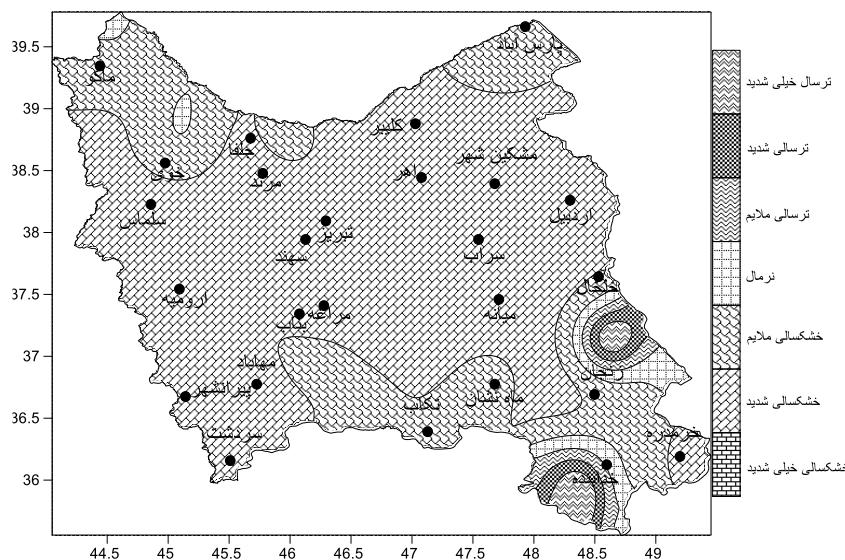 39.5
39
38.5
38
37.5
37
36.5
36
44.5 45 45.5 46 46.5 47 47.5 48 48.5 49
پارس آباد
ماکو
کلیبر
جلفا
مشکین شهر
خوی
مرند
اهر
سلماس
اردبیل
تبریز
سهند
سراب
خلخال
ارومیه
مراغه
بناب
میانه
مهاباد
زنجان
پیرانشهر
ماه نشان
تکاب
سردشت
خرمدره
خدابنده
ترسال خیلی شدید
ترسالی شدید
ترسالی ملایم
نرمال
خشکسالی ملایم
خشکسالی شدید
خشکسالی خیلی شدید